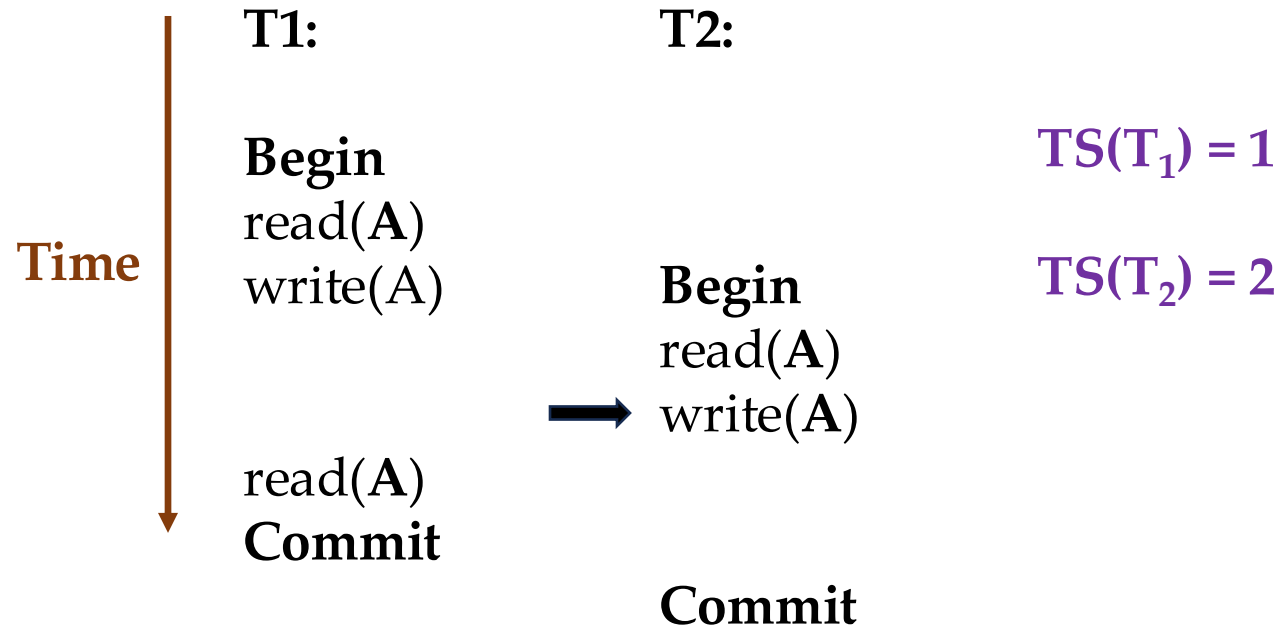 T1: T2:
Begin TS(T₁) = 1
read(A)
Time
write(A) Begin TS(T₂) = 2
read(A)
write(A)
read(A)
Commit
Commit